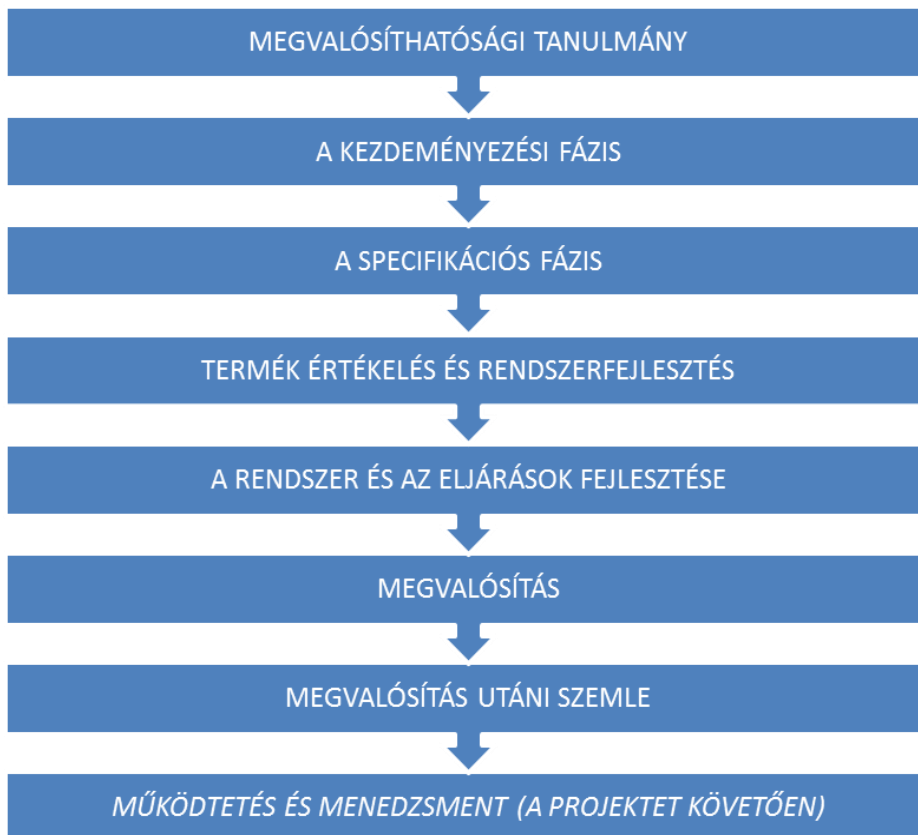 MEGVALÓSÍTHATÓSÁGI TANULMÁNY
A KEZDEMÉNYEZÉSI FÁZIS
A SPECIFIKÁCIÓS FÁZIS
TERMÉK ÉRTÉKELÉS ÉS RENDSZERFEJLESZTÉS
A RENDSZER ÉS AZ ELJÁRÁSOK FEJLESZTÉSE
MEGVALÓSÍTÁS
MEGVALÓSÍTÁS UTÁNI SZEMLE
MŰKÖDTETÉS ÉS MENEDZSMENT (A PROJEKTET KÖVETŐEN)